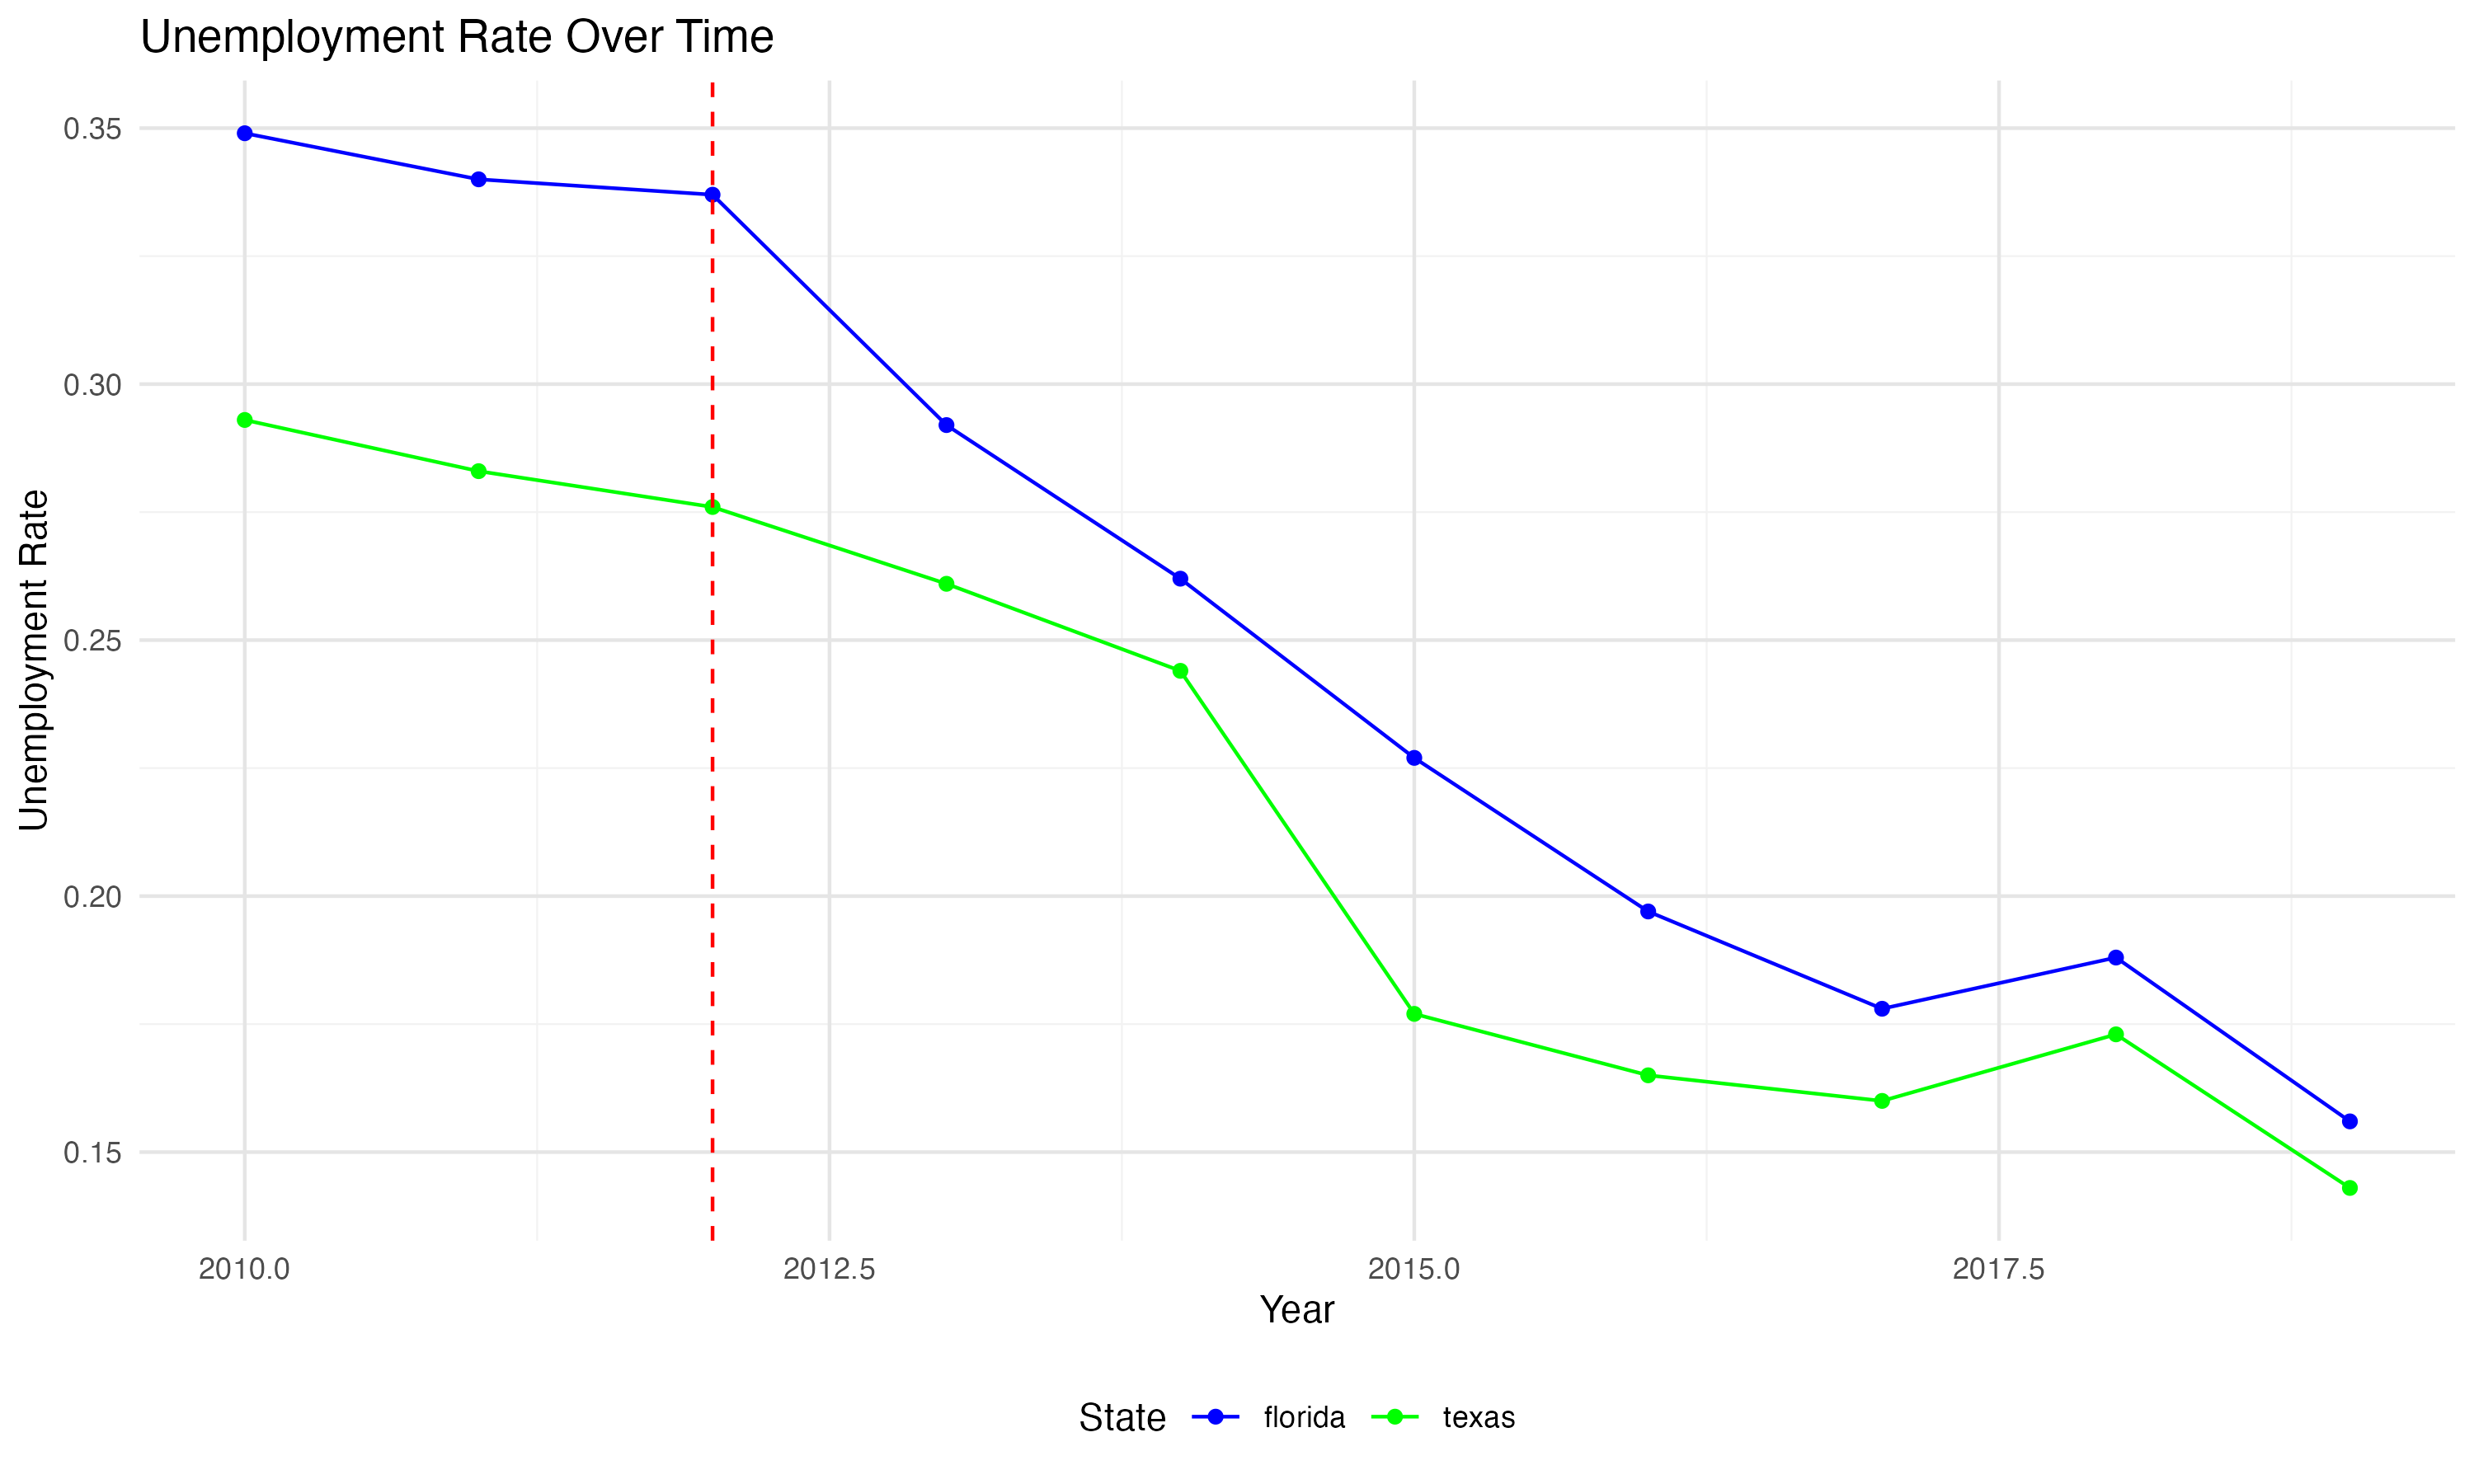 Unemployment Rate Over Time
Unemployment Rate
0.35
0.30
0.25
0.20
0.15
2010.0 2012.5 2015.0 2017.5
Year
State florida texas